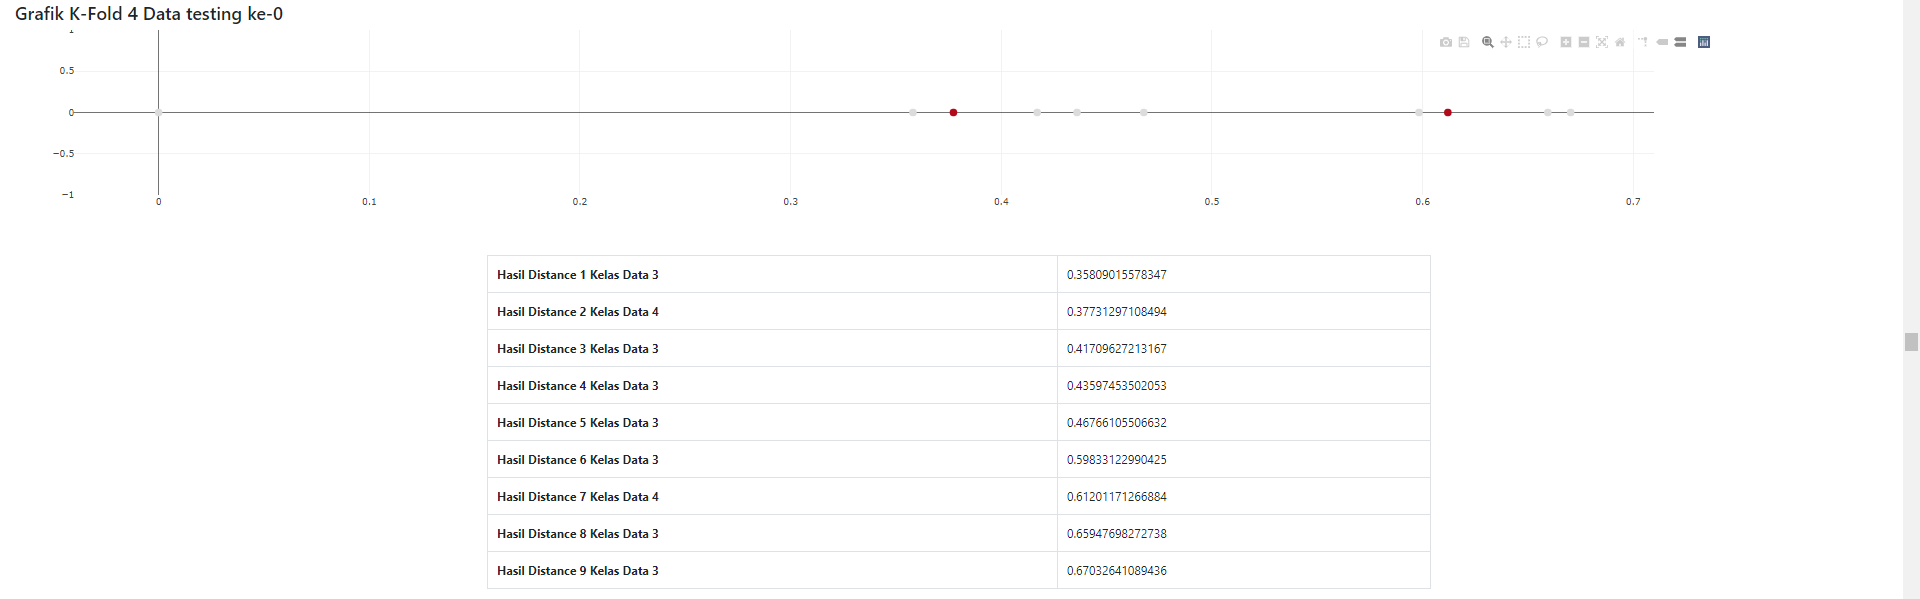 Grafik K-Fold 4 Data testing ke-0
1
0.5
0
−0.5
−1
0 0.1 0.2 0.3 0.4 0.5 0.6 0.7
Hasil Distance 1 Kelas Data 3 0.35809015578347
Hasil Distance 2 Kelas Data 4 0.37731297108494
Hasil Distance 3 Kelas Data 3 0.41709627213167
Hasil Distance 4 Kelas Data 3 0.43597453502053
Hasil Distance 5 Kelas Data 3 0.46766105506632
Hasil Distance 6 Kelas Data 3 0.59833122990425
Hasil Distance 7 Kelas Data 4 0.61201171266884
Hasil Distance 8 Kelas Data 3 0.65947698272738
Hasil Distance 9 Kelas Data 3 0.67032641089436